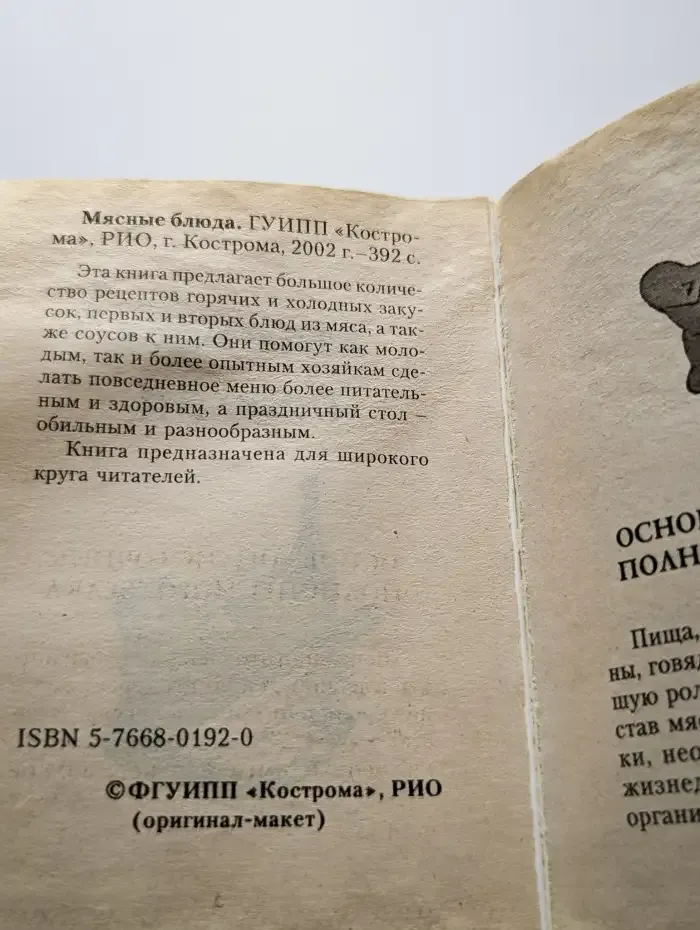 Мясные блюда. ГУИПП «Костро-
ма», РИО, г. Кострома, 2002 г.–392 с.
Эта книга предлагает большое количе-
ство рецептов горячих и холодных заку-
сок, первых и вторых блюд из мяса, а так-
же соусов к ним. Они помогут как моло-
дым, так и более опытным хозяйкам сде-
лать повседневное меню более питатель-
ным и здоровым, а праздничный стол –
обильным и разнообразным.
Книга предназначена для широкого
круга читателей.
ISBN 5-7668-0192-0
©ФГУИПП «Кострома», РИО
(оригинал-макет)
ОСНО
ПОЛН
Пища,
ны, говяд
шую рол
став мя
ки, нео
жизнед
органи